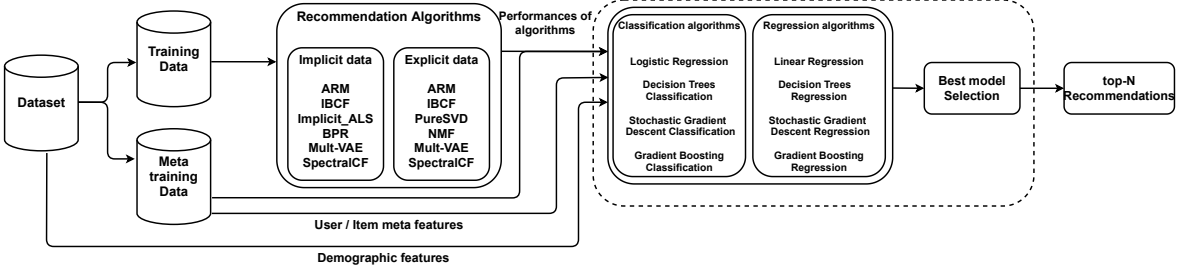 Dataset
Training
Data
Meta
training
Data
Recommendation Algorithms
Implicit data
ARM
IBCF
Implicit_ALS
BPR
Mult-VAE
SpectralCF
Explicit data
ARM
IBCF
PureSVD
NMF
Mult-VAE
SpectralCF
Performances of
algorithms
User / Item meta features
Demographic features
Classification algorithms
Logistic Regression
Decision Trees
Classification
Stochastic Gradient
Descent Classification
Gradient Boosting
Classification
Regression algorithms
Linear Regression
Decision Trees
Regression
Stochastic Gradient
Descent Regression
Gradient Boosting
Regression
Best model
Selection
top-N
Recommendations